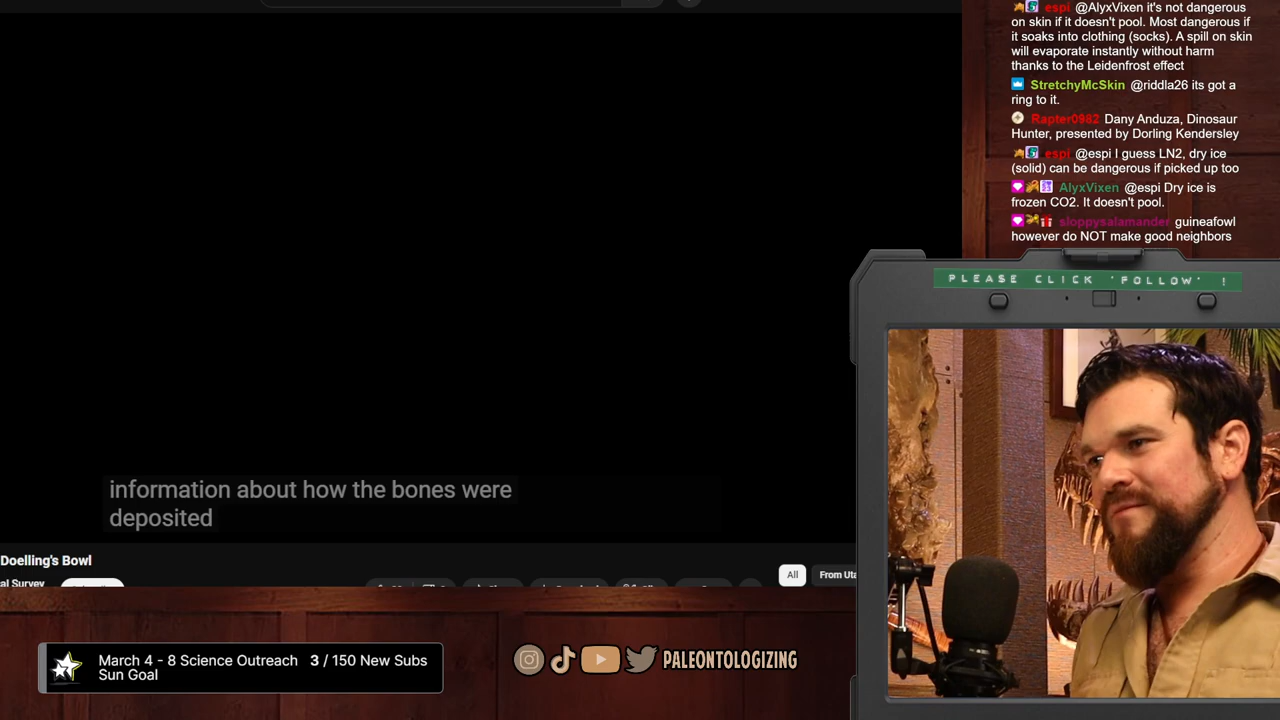 espi @AlyxVixen it's not dangerous
on skin if it doesn't pool. Most dangerous if
it soaks into clothing (socks). A spill on skin
will evaporate instantly without harm
thanks to the Leidenfrost effect
StretchyMcSkin @riddla26 its got a
ring to it.
Rapter0982 Dany Anduza, Dinosaur
Hunter, presented by Dorling Kendersley
espi @espi I guess LN2, dry ice
(solid) can be dangerous if picked up too
AlyxVixen @espi Dry ice is
frozen CO2. It doesn't pool.
sloppysalamander guineafowl
however do NOT make good neighbors
PLEASE CLICK 'FOLLOW' !
information about how the bones were
deposited
Doelling's Bowl
al Survey
All
From Uta
March 4 - 8 Science Outreach 3 / 150 New Subs
Sun Goal
PALEONTOLOGIZING